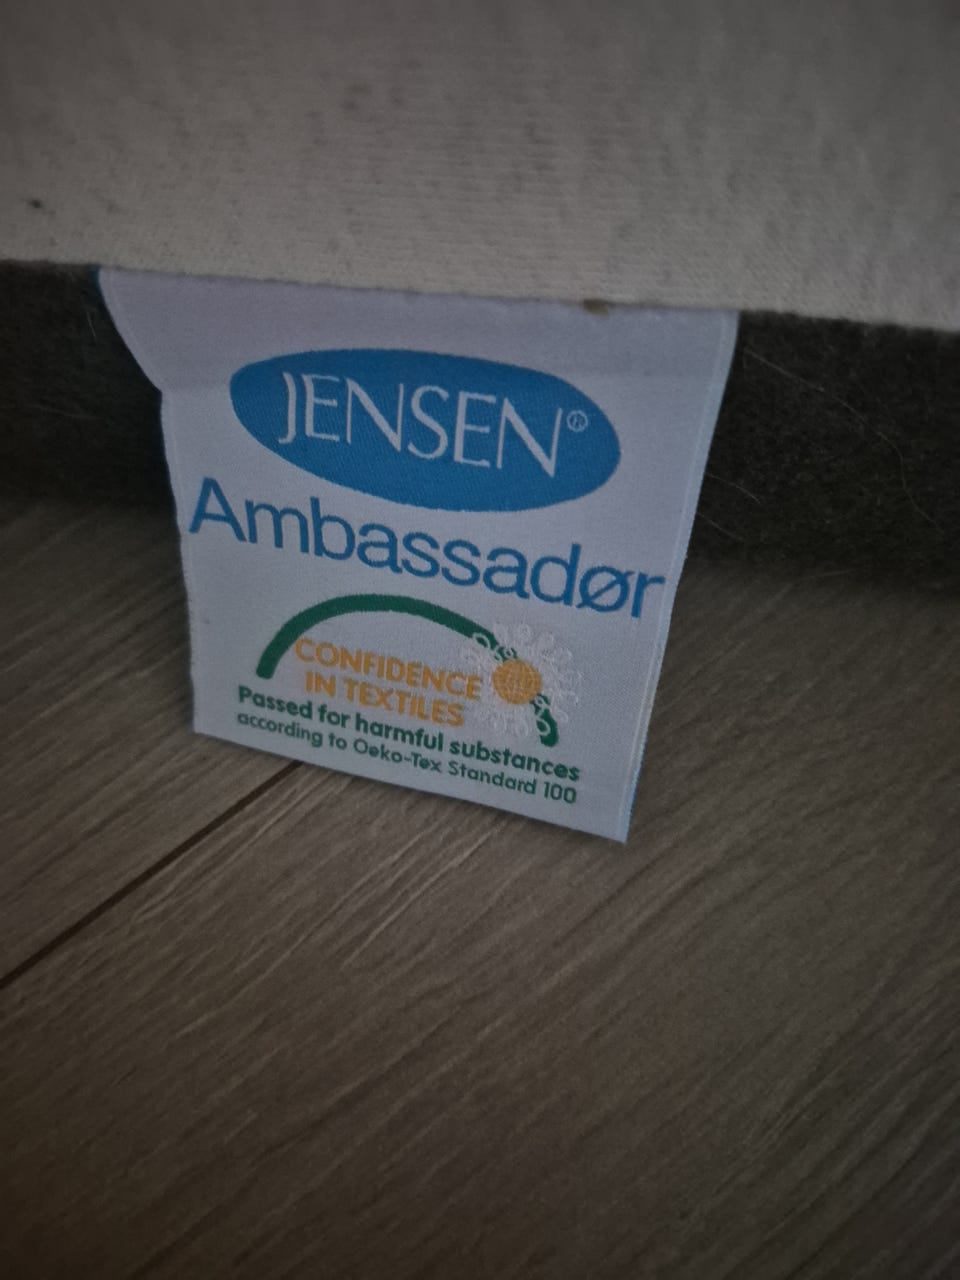 JENSEN®
Ambassadør
CONFIDENCE
IN TEXTILES
Passed for harmful substances
according to Oeko-Tex Standard 100